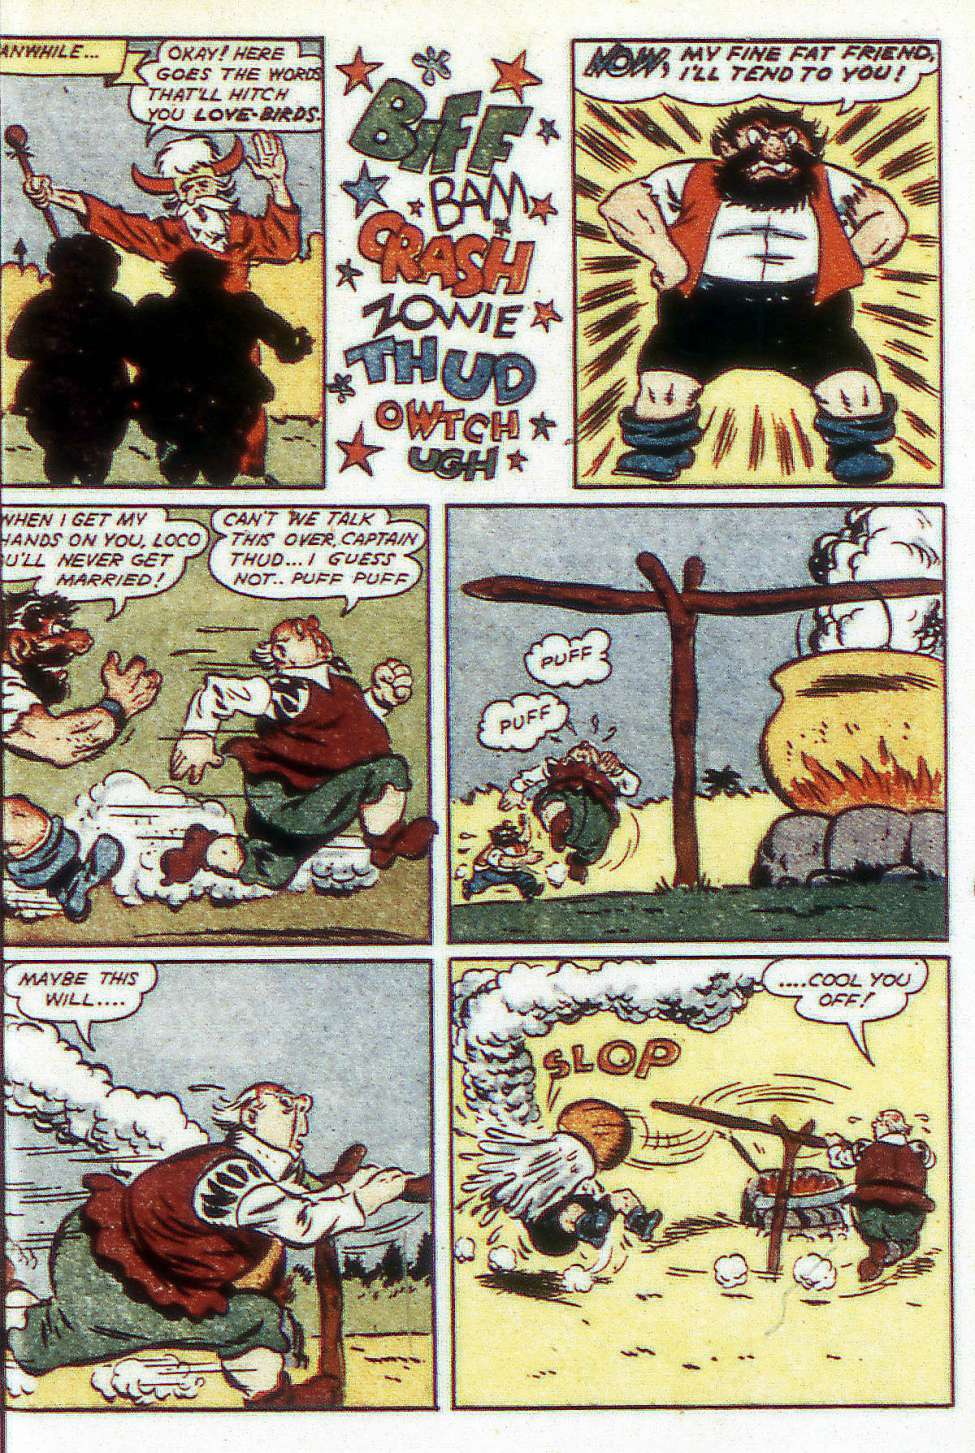 ANWHILE...
OKAY! HERE
GOES THE WORDS
THAT'LL HITCH
YOU LOVE-BIRDS.
BIFF
BAM
CRASH
ZOWIE
THUD
OWTCH
UGH
NOW, MY FINE FAT FRIEND,
I'LL TEND TO YOU!
WHEN I GET MY
HANDS ON YOU, LOCO
U'LL NEVER GET
MARRIED!
CAN'T WE TALK
THIS OVER, CAPTAIN
THUD... I GUESS
NOT.. PUFF PUFF
PUFF
PUFF
MAYBE THIS
WILL....
SLOP
....COOL YOU
OFF!